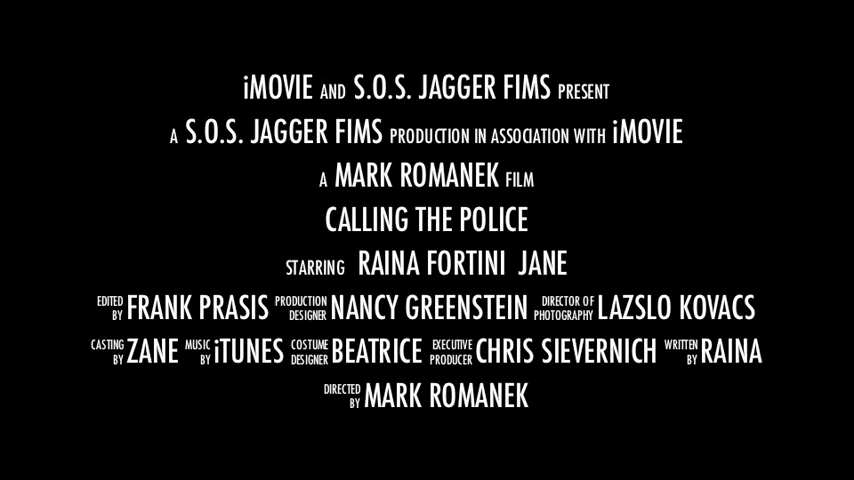 iMOVIE AND S.O.S. JAGGER FIMS PRESENT
A S.O.S. JAGGER FIMS PRODUCTION IN ASSOCIATION WITH iMOVIE
A MARK ROMANEK FILM
CALLING THE POLICE
STARRING RAINA FORTINI JANE
EDITED BY FRANK PRASIS PRODUCTION DESIGNER NANCY GREENSTEIN DIRECTOR OF PHOTOGRAPHY LAZSLO KOVACS
CASTING BY ZANE MUSIC BY iTUNES COSTUME DESIGNER BEATRICE EXECUTIVE PRODUCER CHRIS SIEVERNICH WRITTEN BY RAINA
DIRECTED BY MARK ROMANEK